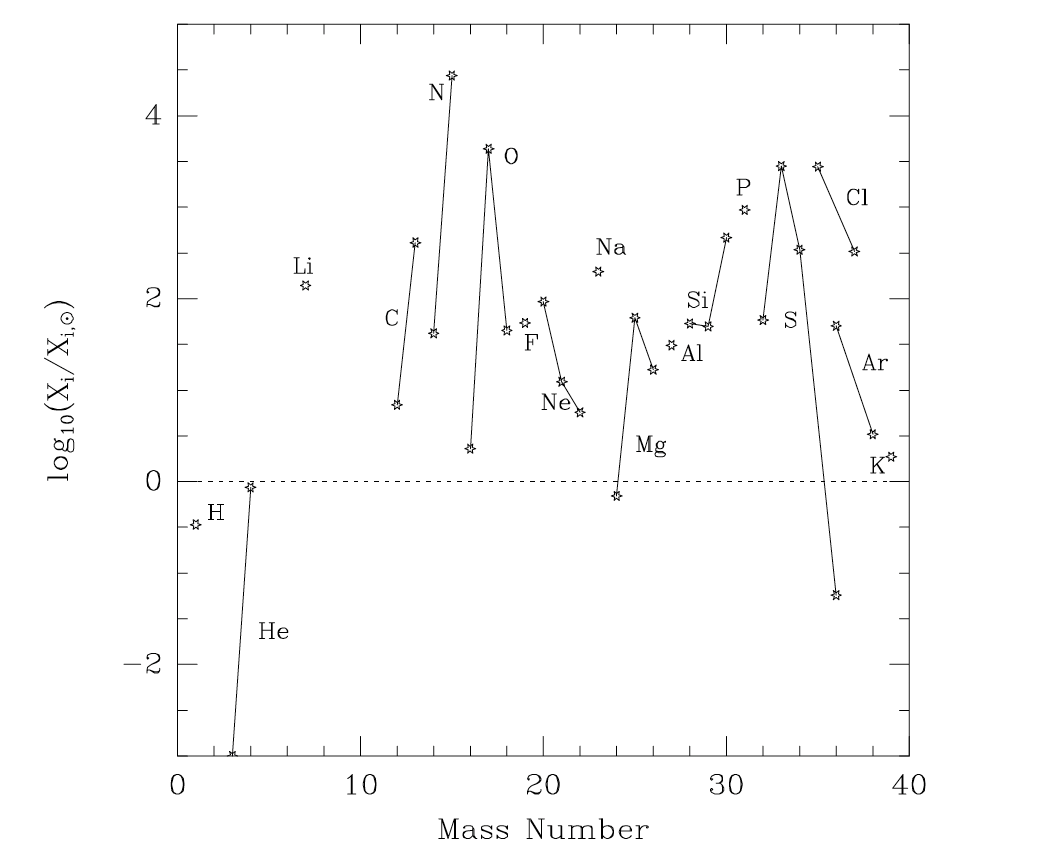 4
2
0
−2
log₁₀(Xᵢ/Xᵢ,⊙)
N
O
P
Cl
Na
Li
Si
C
S
F
Al
Ar
Ne
Mg
K
H
He
0 10 20 30 40
Mass Number